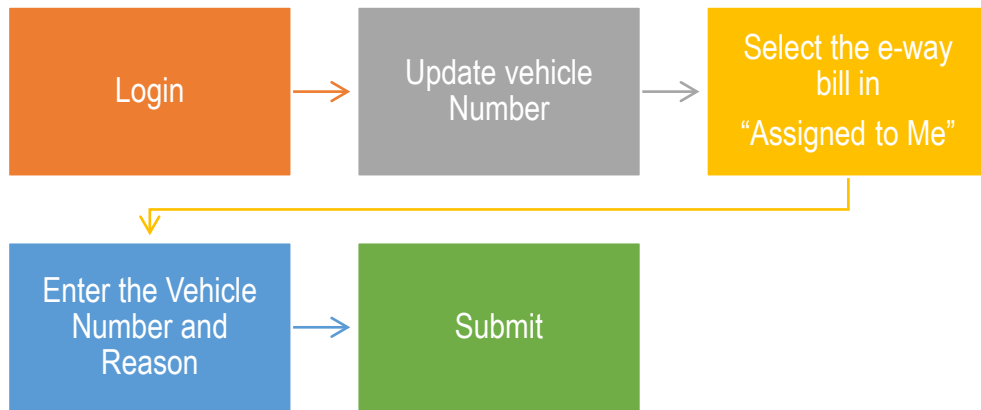 Login
Update vehicle
Number
Select the e-way
bill in
“Assigned to Me”
Enter the Vehicle
Number and
Reason
Submit